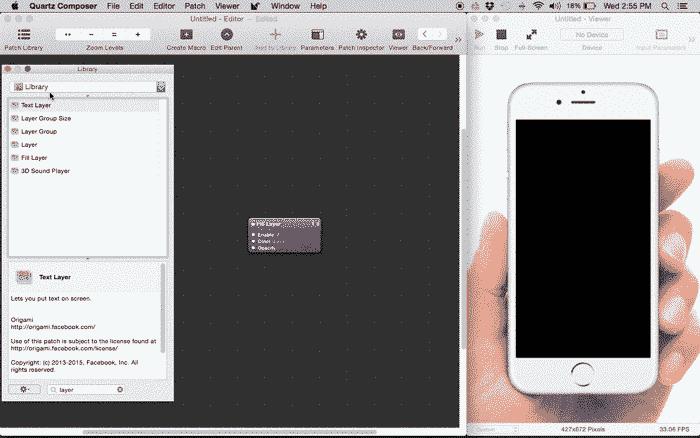 Quartz Composer File Edit Editor Patch Viewer Window Help 18% Wed 2:55 PM
Untitled - Editor — Edited
Untitled - Viewer
Patch Library Zoom Levels Create Macro Edit Parent Add to Library Parameters Patch Inspector Viewer Back/Forward
Run Stop Full-Screen No Device Device Input Parameters
Library
Library
Text Layer
Layer Group Size
Layer Group
Layer
Fill Layer
3D Sound Player
Fill Layer
Enable
Color
Opacity
Text Layer
Lets you put text on screen.
Origami
http://origami.facebook.com/
Use of this patch is subject to the license found at
http://origami.facebook.com/license/
Copyright: (c) 2013-2015, Facebook, Inc. All
rights reserved.
layer
Custom 427x672 Pixels 33.06 FPS